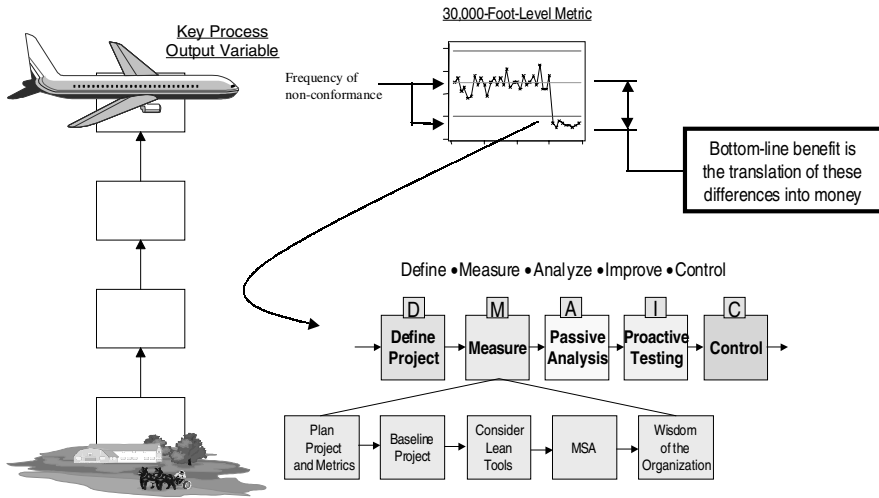 Key Process
Output Variable
30,000-Foot-Level Metric
Frequency of
non-conformance
Bottom-line benefit is
the translation of these
differences into money
Define •Measure •Analyze •Improve •Control
D
M
A
I
C
Define
Project
Measure
Passive
Analysis
Proactive
Testing
Control
Plan
Project
and Metrics
Baseline
Project
Consider
Lean
Tools
MSA
Wisdom
of the
Organization